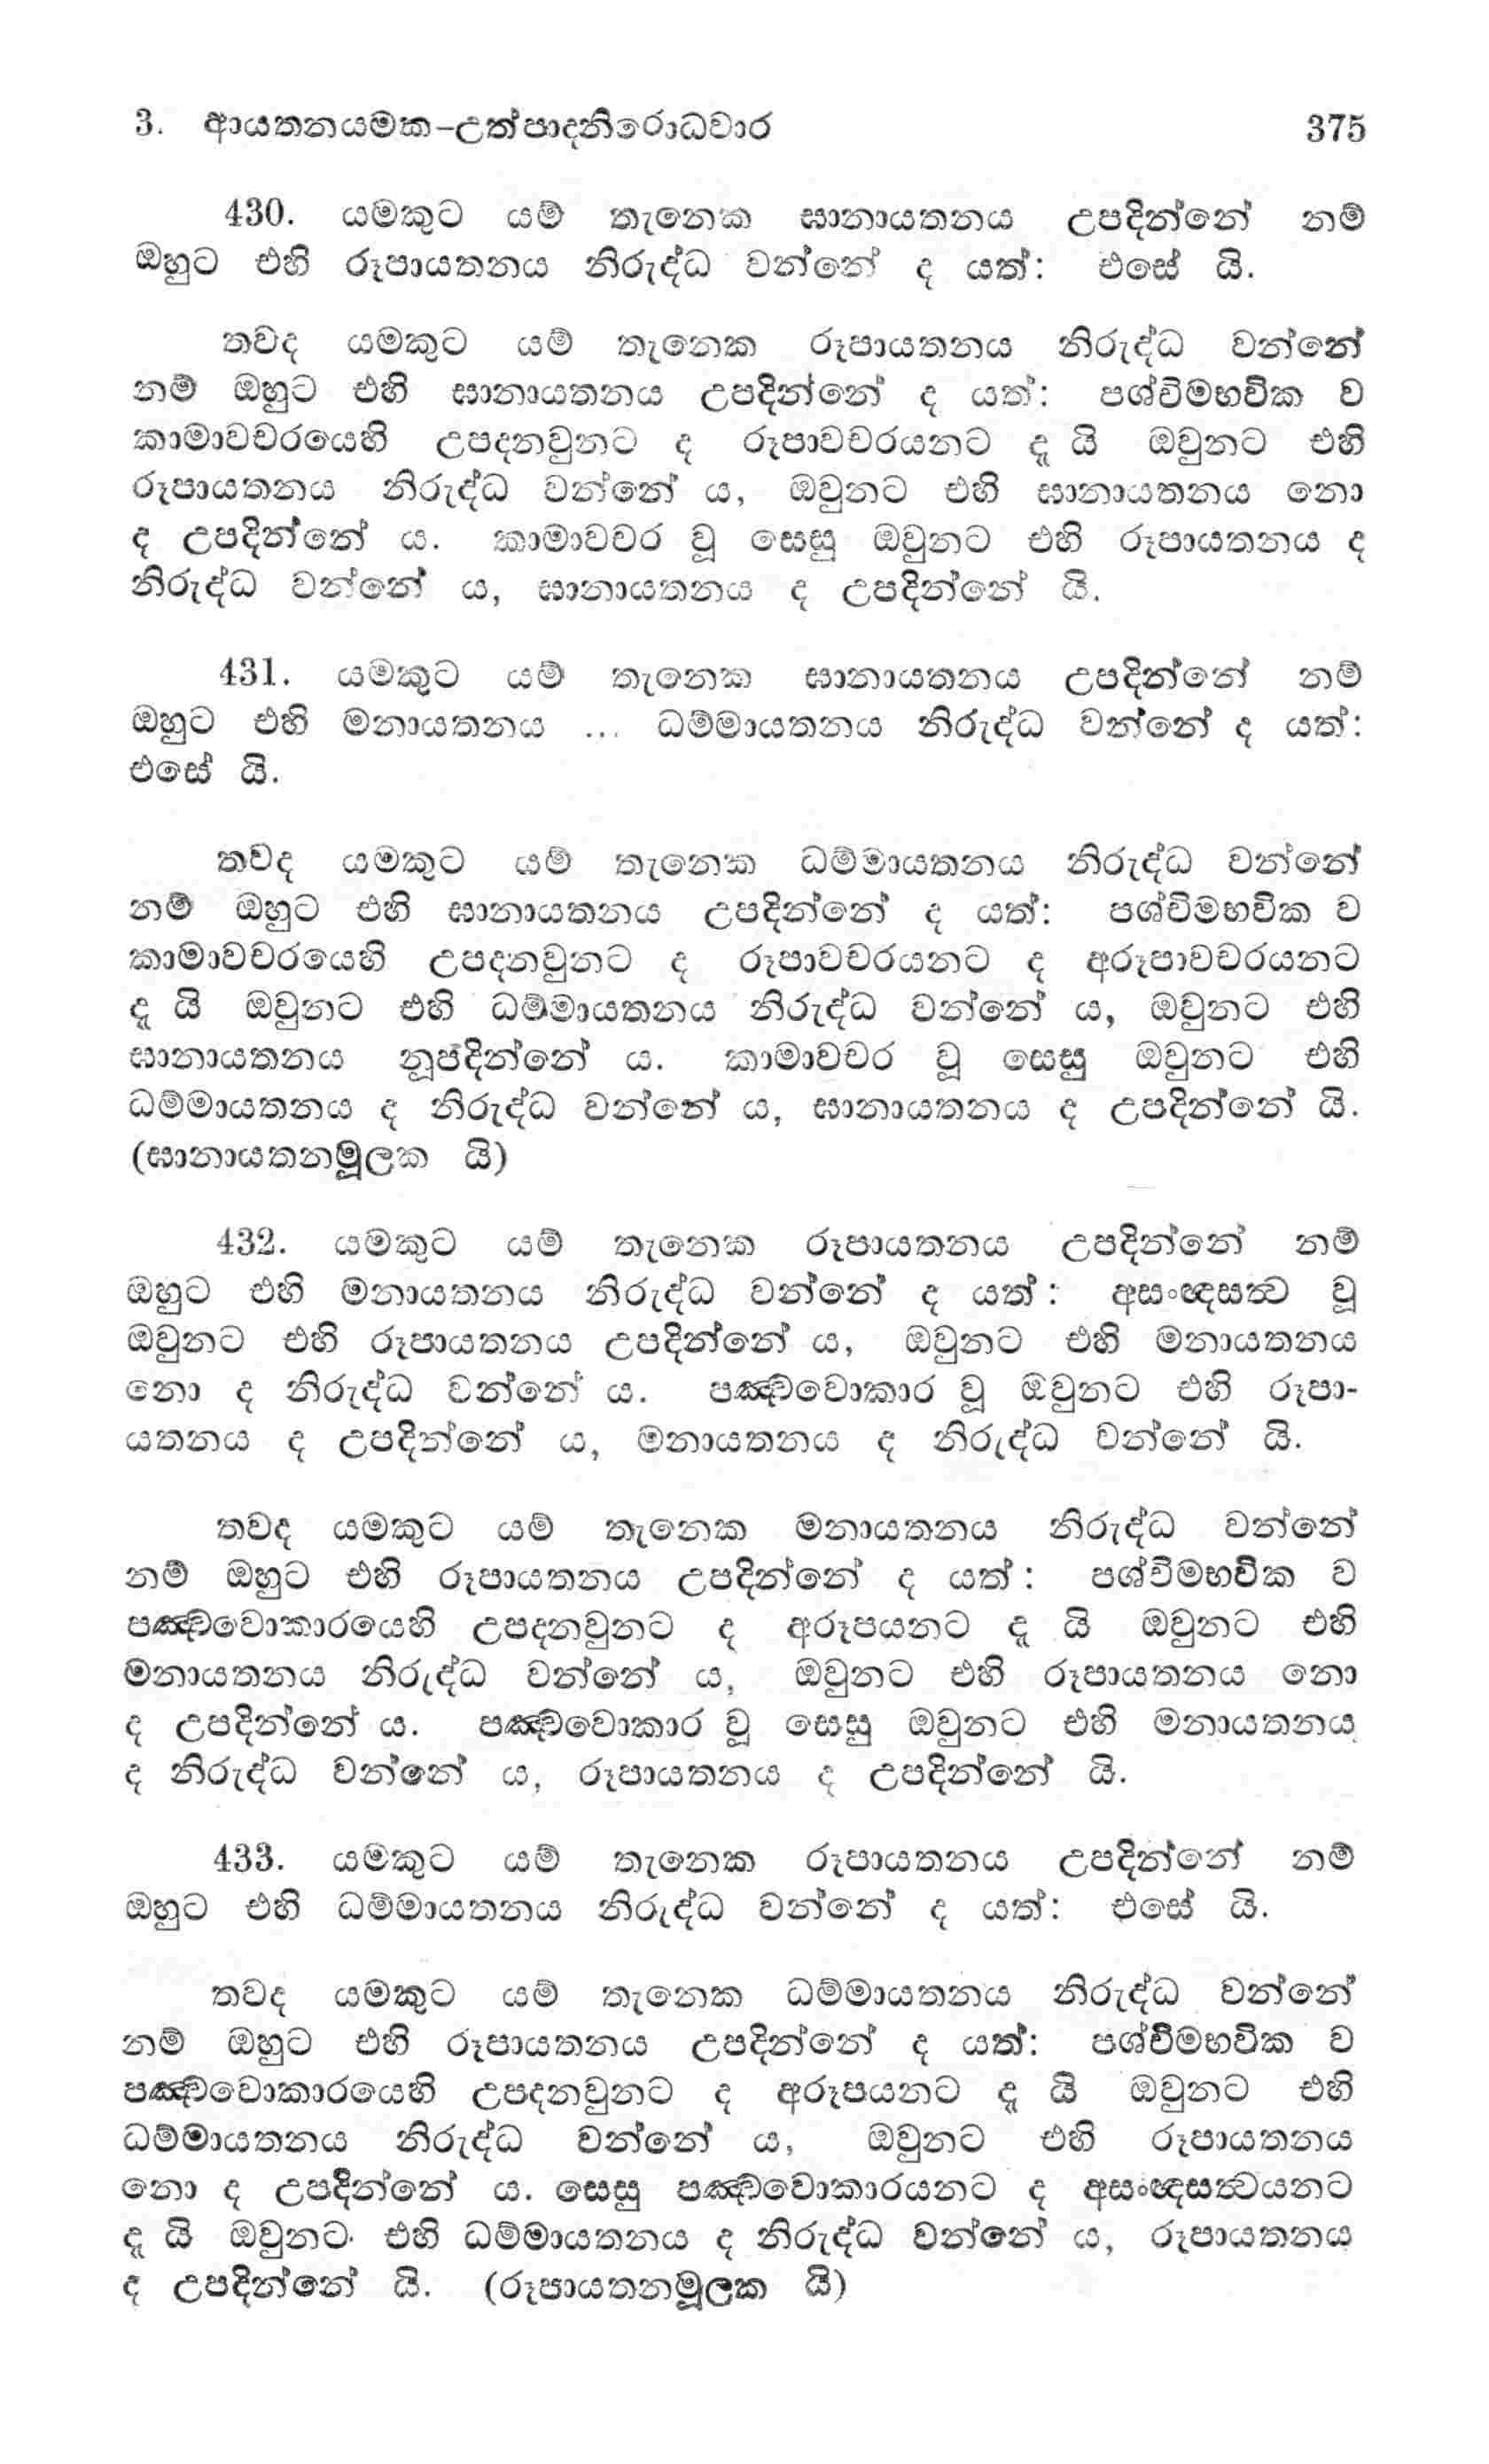 3. ආයතනයමක-උත්පාදනිරොධවාර 375
430. යමකුට යම් තැනෙක ඝානායතනය උපදින්නේ නම්
ඔහුට එහි රූපායතනය නිරුද්ධ වන්නේ ද යත්: එසේ යි.
තවද යමකුට යම් තැනෙක රූපායතනය නිරුද්ධ වන්නේ
නම් ඔහුට එහි ඝානායතනය උපදින්නේ ද යත්: පශ්චිමභවික ව
කාමාවචරයෙහි උපදනවුනට ද රූපාවචරයනට ද යි ඔවුනට එහි
රූපායතනය නිරුද්ධ වන්නේ ය, ඔවුනට එහි ඝානායතනය නො
ද උපදින්නේ ය. කාමාවචර වූ සෙසු ඔවුනට එහි රූපායතනය ද
නිරුද්ධ වන්නේ ය, ඝානායතනය ද උපදින්නේ යි.
431. යමකුට යම් තැනෙක ඝානායතනය උපදින්නේ නම්
ඔහුට එහි මනායතනය ... ධම්මායතනය නිරුද්ධ වන්නේ ද යත්:
එසේ යි.
තවද යමකුට යම් තැනෙක ධම්මායතනය නිරුද්ධ වන්නේ
නම් ඔහුට එහි ඝානායතනය උපදින්නේ ද යත්: පශ්චිමභවික ව
කාමාවචරයෙහි උපදනවුනට ද රූපාවචරයනට ද අරූපාවචරයනට
ද යි ඔවුනට එහි ධම්මායතනය නිරුද්ධ වන්නේ ය, ඔවුනට එහි
ඝානායතනය නූපදින්නේ ය. කාමාවචර වූ සෙසු ඔවුනට එහි
ධම්මායතනය ද නිරුද්ධ වන්නේ ය, ඝානායතනය ද උපදින්නේ යි.
(ඝානායතනමූලක යි)
432. යමකුට යම් තැනෙක රූපායතනය උපදින්නේ නම්
ඔහුට එහි මනායතනය නිරුද්ධ වන්නේ ද යත්: අසංඥසත්‍ව වූ
ඔවුනට එහි රූපායතනය උපදින්නේ ය, ඔවුනට එහි මනායතනය
නො ද නිරුද්ධ වන්නේ ය. පඤ්චවොකාර වූ ඔවුනට එහි රූපා-
යතනය ද උපදින්නේ ය, මනායතනය ද නිරුද්ධ වන්නේ යි.
තවද යමකුට යම් තැනෙක මනායතනය නිරුද්ධ වන්නේ
නම් ඔහුට එහි රූපායතනය උපදින්නේ ද යත්: පශ්චිමභවික ව
පඤ්චවොකාරයෙහි උපදනවුනට ද අරූපයනට ද යි ඔවුනට එහි
මනායතනය නිරුද්ධ වන්නේ ය, ඔවුනට එහි රූපායතනය නො
ද උපදින්නේ ය. පඤ්චවොකාර වූ සෙසු ඔවුනට එහි මනායතනය
ද නිරුද්ධ වන්නේ ය, රූපායතනය ද උපදින්නේ යි.
433. යමකුට යම් තැනෙක රූපායතනය උපදින්නේ නම්
ඔහුට එහි ධම්මායතනය නිරුද්ධ වන්නේ ද යත්: එසේ යි.
තවද යමකුට යම් තැනෙක ධම්මායතනය නිරුද්ධ වන්නේ
නම් ඔහුට එහි රූපායතනය උපදින්නේ ද යත්: පශ්චිමභවික ව
පඤ්චවොකාරයෙහි උපදනවුනට ද අරූපයනට ද යි ඔවුනට එහි
ධම්මායතනය නිරුද්ධ වන්නේ ය, ඔවුනට එහි රූපායතනය
නො ද උපදින්නේ ය. සෙසු පඤ්චවොකාරයනට ද අසංඥසත්‍වයනට
ද යි ඔවුනට එහි ධම්මායතනය ද නිරුද්ධ වන්නේ ය, රූපායතනය
ද උපදින්නේ යි. (රූපායතනමූලක යි)